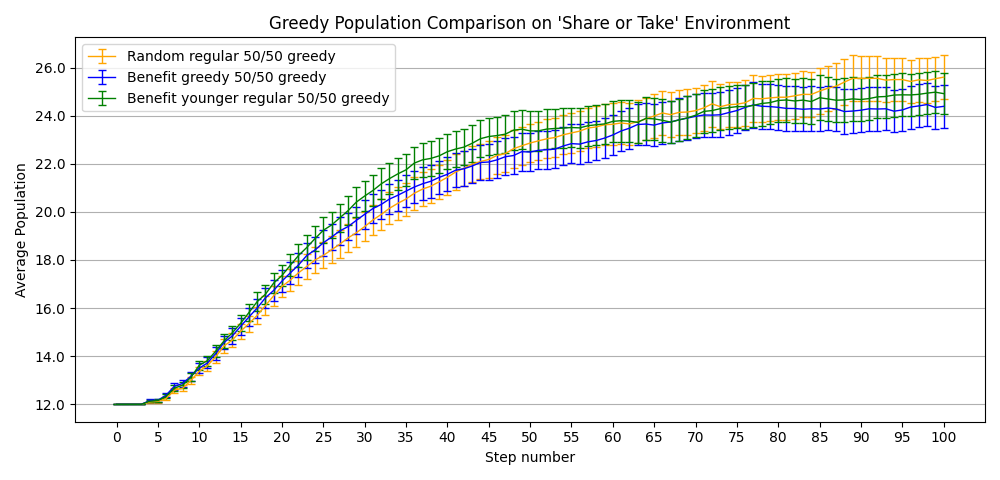 Greedy Population Comparison on 'Share or Take' Environment
Random regular 50/50 greedy
Benefit greedy 50/50 greedy
Benefit younger regular 50/50 greedy
Average Population
26.0
24.0
22.0
20.0
18.0
16.0
14.0
12.0
0 5 10 15 20 25 30 35 40 45 50 55 60 65 70 75 80 85 90 95 100
Step number